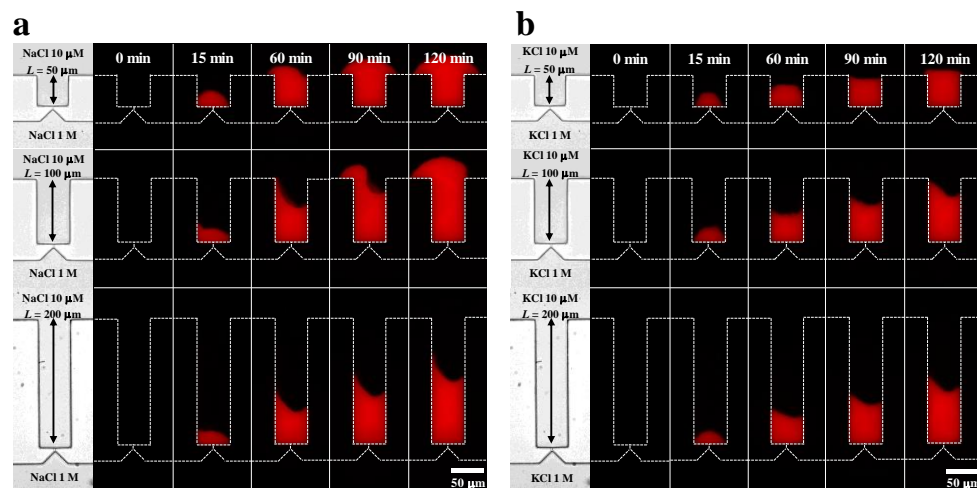 a
NaCl 10 μM
L = 50 μm
0 min
15 min
60 min
90 min
120 min
NaCl 1 M
NaCl 10 μM
L = 100 μm
NaCl 1 M
NaCl 10 μM
L = 200 μm
NaCl 1 M
50 μm
b
KCl 10 μM
L = 50 μm
0 min
15 min
60 min
90 min
120 min
KCl 1 M
KCl 10 μM
L = 100 μm
KCl 1 M
KCl 10 μM
L = 200 μm
KCl 1 M
50 μm